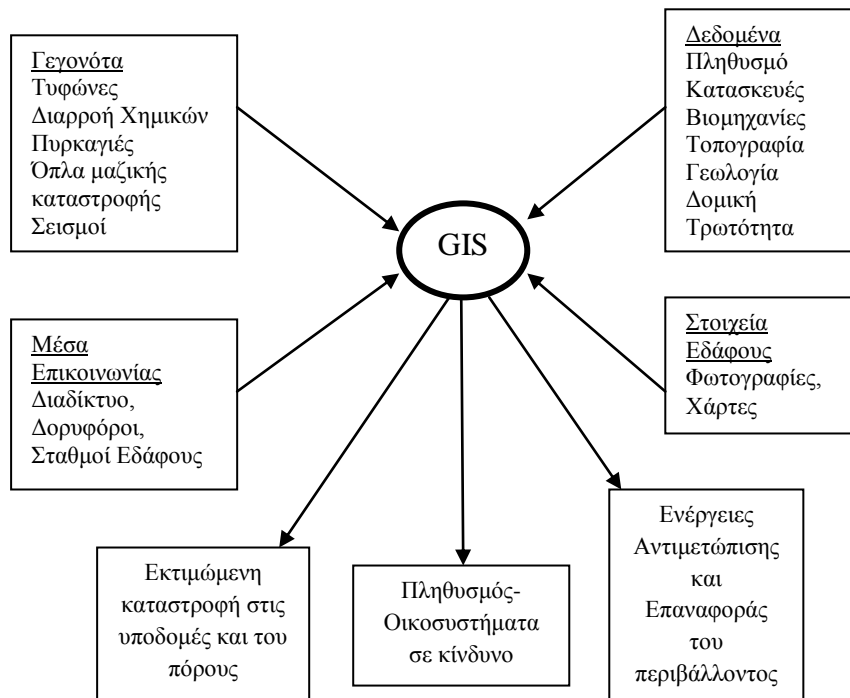 Γεγονότα
Τυφώνες
Διαρροή Χημικών
Πυρκαγιές
Όπλα μαζικής
καταστροφής
Σεισμοί
Δεδομένα
Πληθυσμό
Κατασκευές
Βιομηχανίες
Τοπογραφία
Γεωλογία
Δομική
Τρωτότητα
GIS
Μέσα
Επικοινωνίας
Διαδίκτυο,
Δορυφόροι,
Σταθμοί Εδάφους
Στοιχεία
Εδάφους
Φωτογραφίες,
Χάρτες
Εκτιμώμενη
καταστροφή στις
υποδομές και του
πόρους
Πληθυσμός-
Οικοσυστήματα
σε κίνδυνο
Ενέργειες
Αντιμετώπισης
και
Επαναφοράς
του
περιβάλλοντος